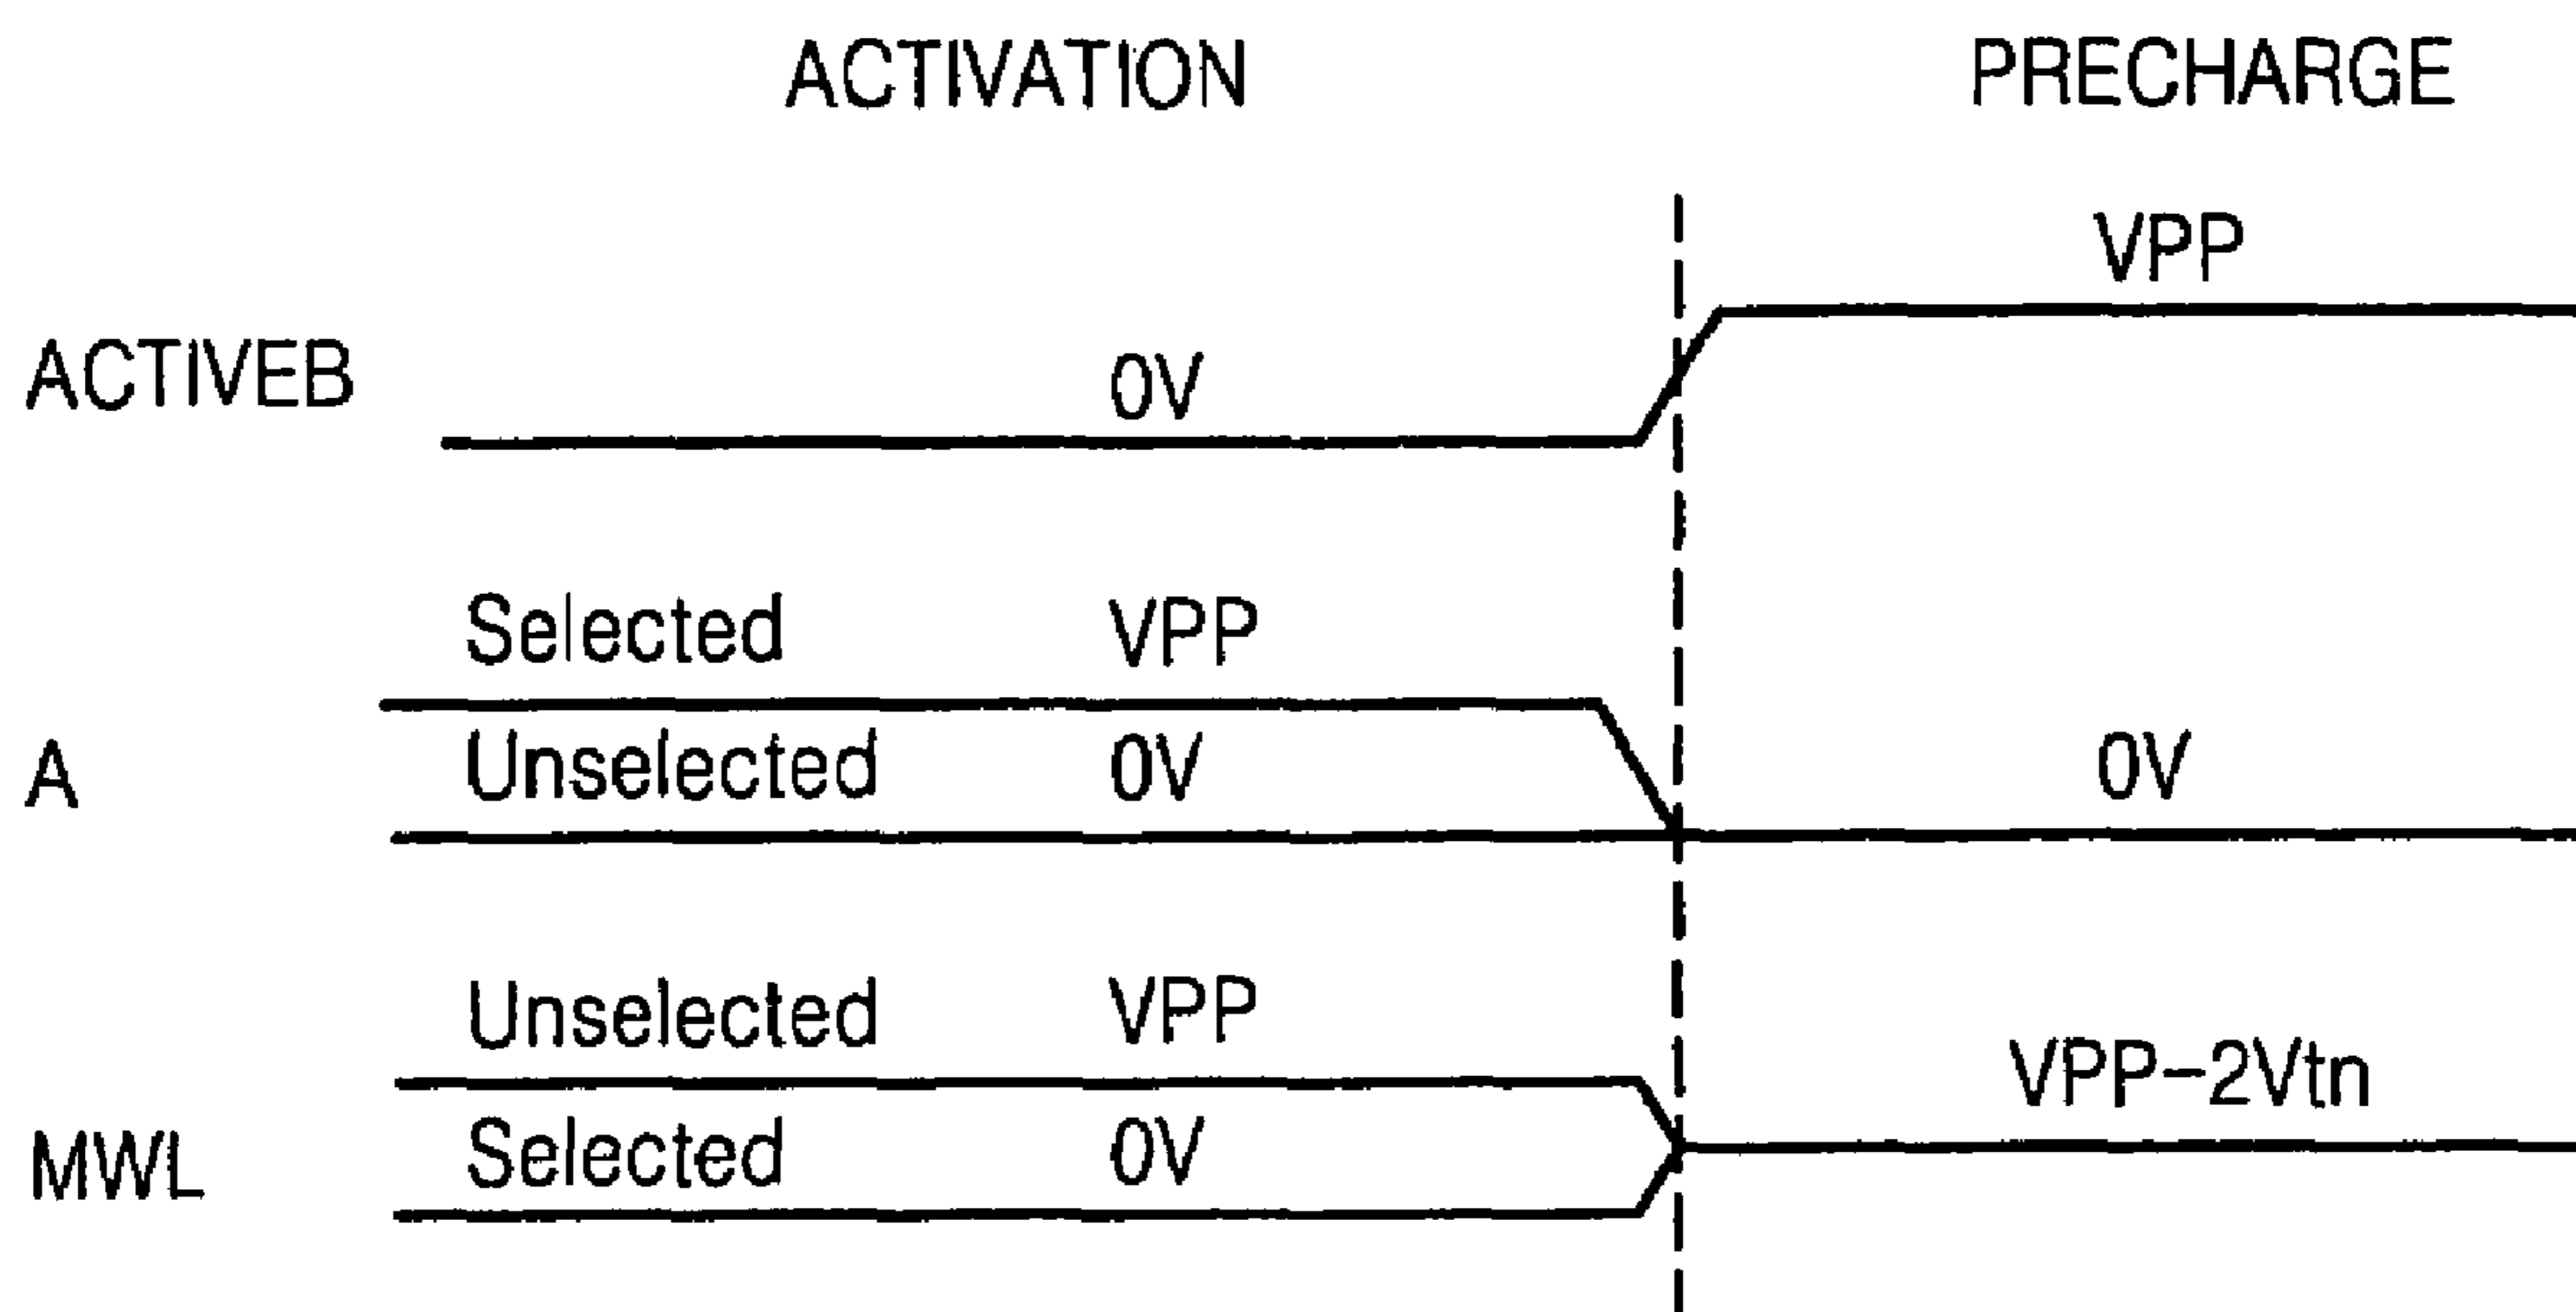 ACTIVATION PRECHARGE
VPP
ACTIVEB 0V
Selected VPP
A Unselected 0V 0V
Unselected VPP
VPP-2Vtn
MWL Selected 0V